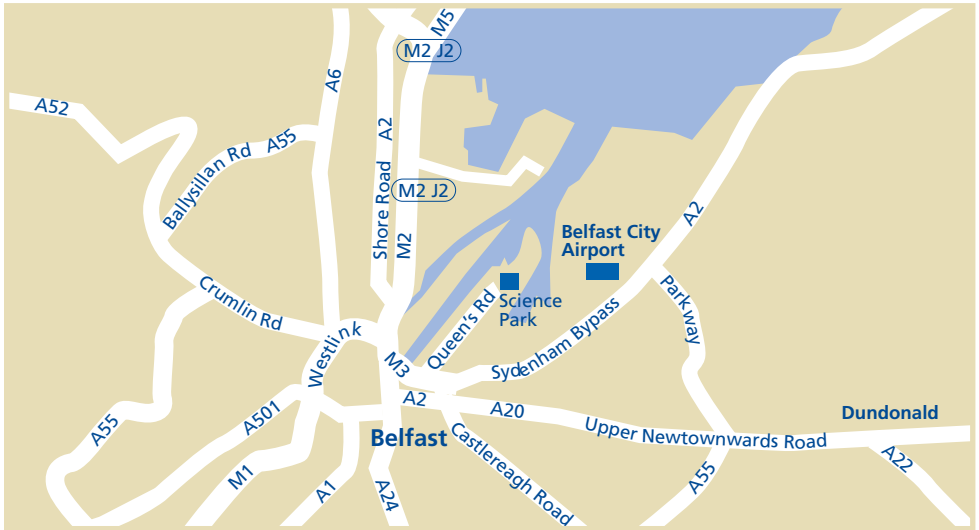 M5
M2 J2
A6
A52
A2
A55
Ballysillan Rd
M2 J2
Shore Road
M2
A2
Belfast City
Airport
Science
Park
Parkway
Crumlin Rd
Queen's Rd
Sydenham Bypass
Westlink
M3
A2
A20
A501
A55
Dundonald
Upper Newtownwards Road
Belfast
Castlereagh Road
A22
M1
A1
A24
A55